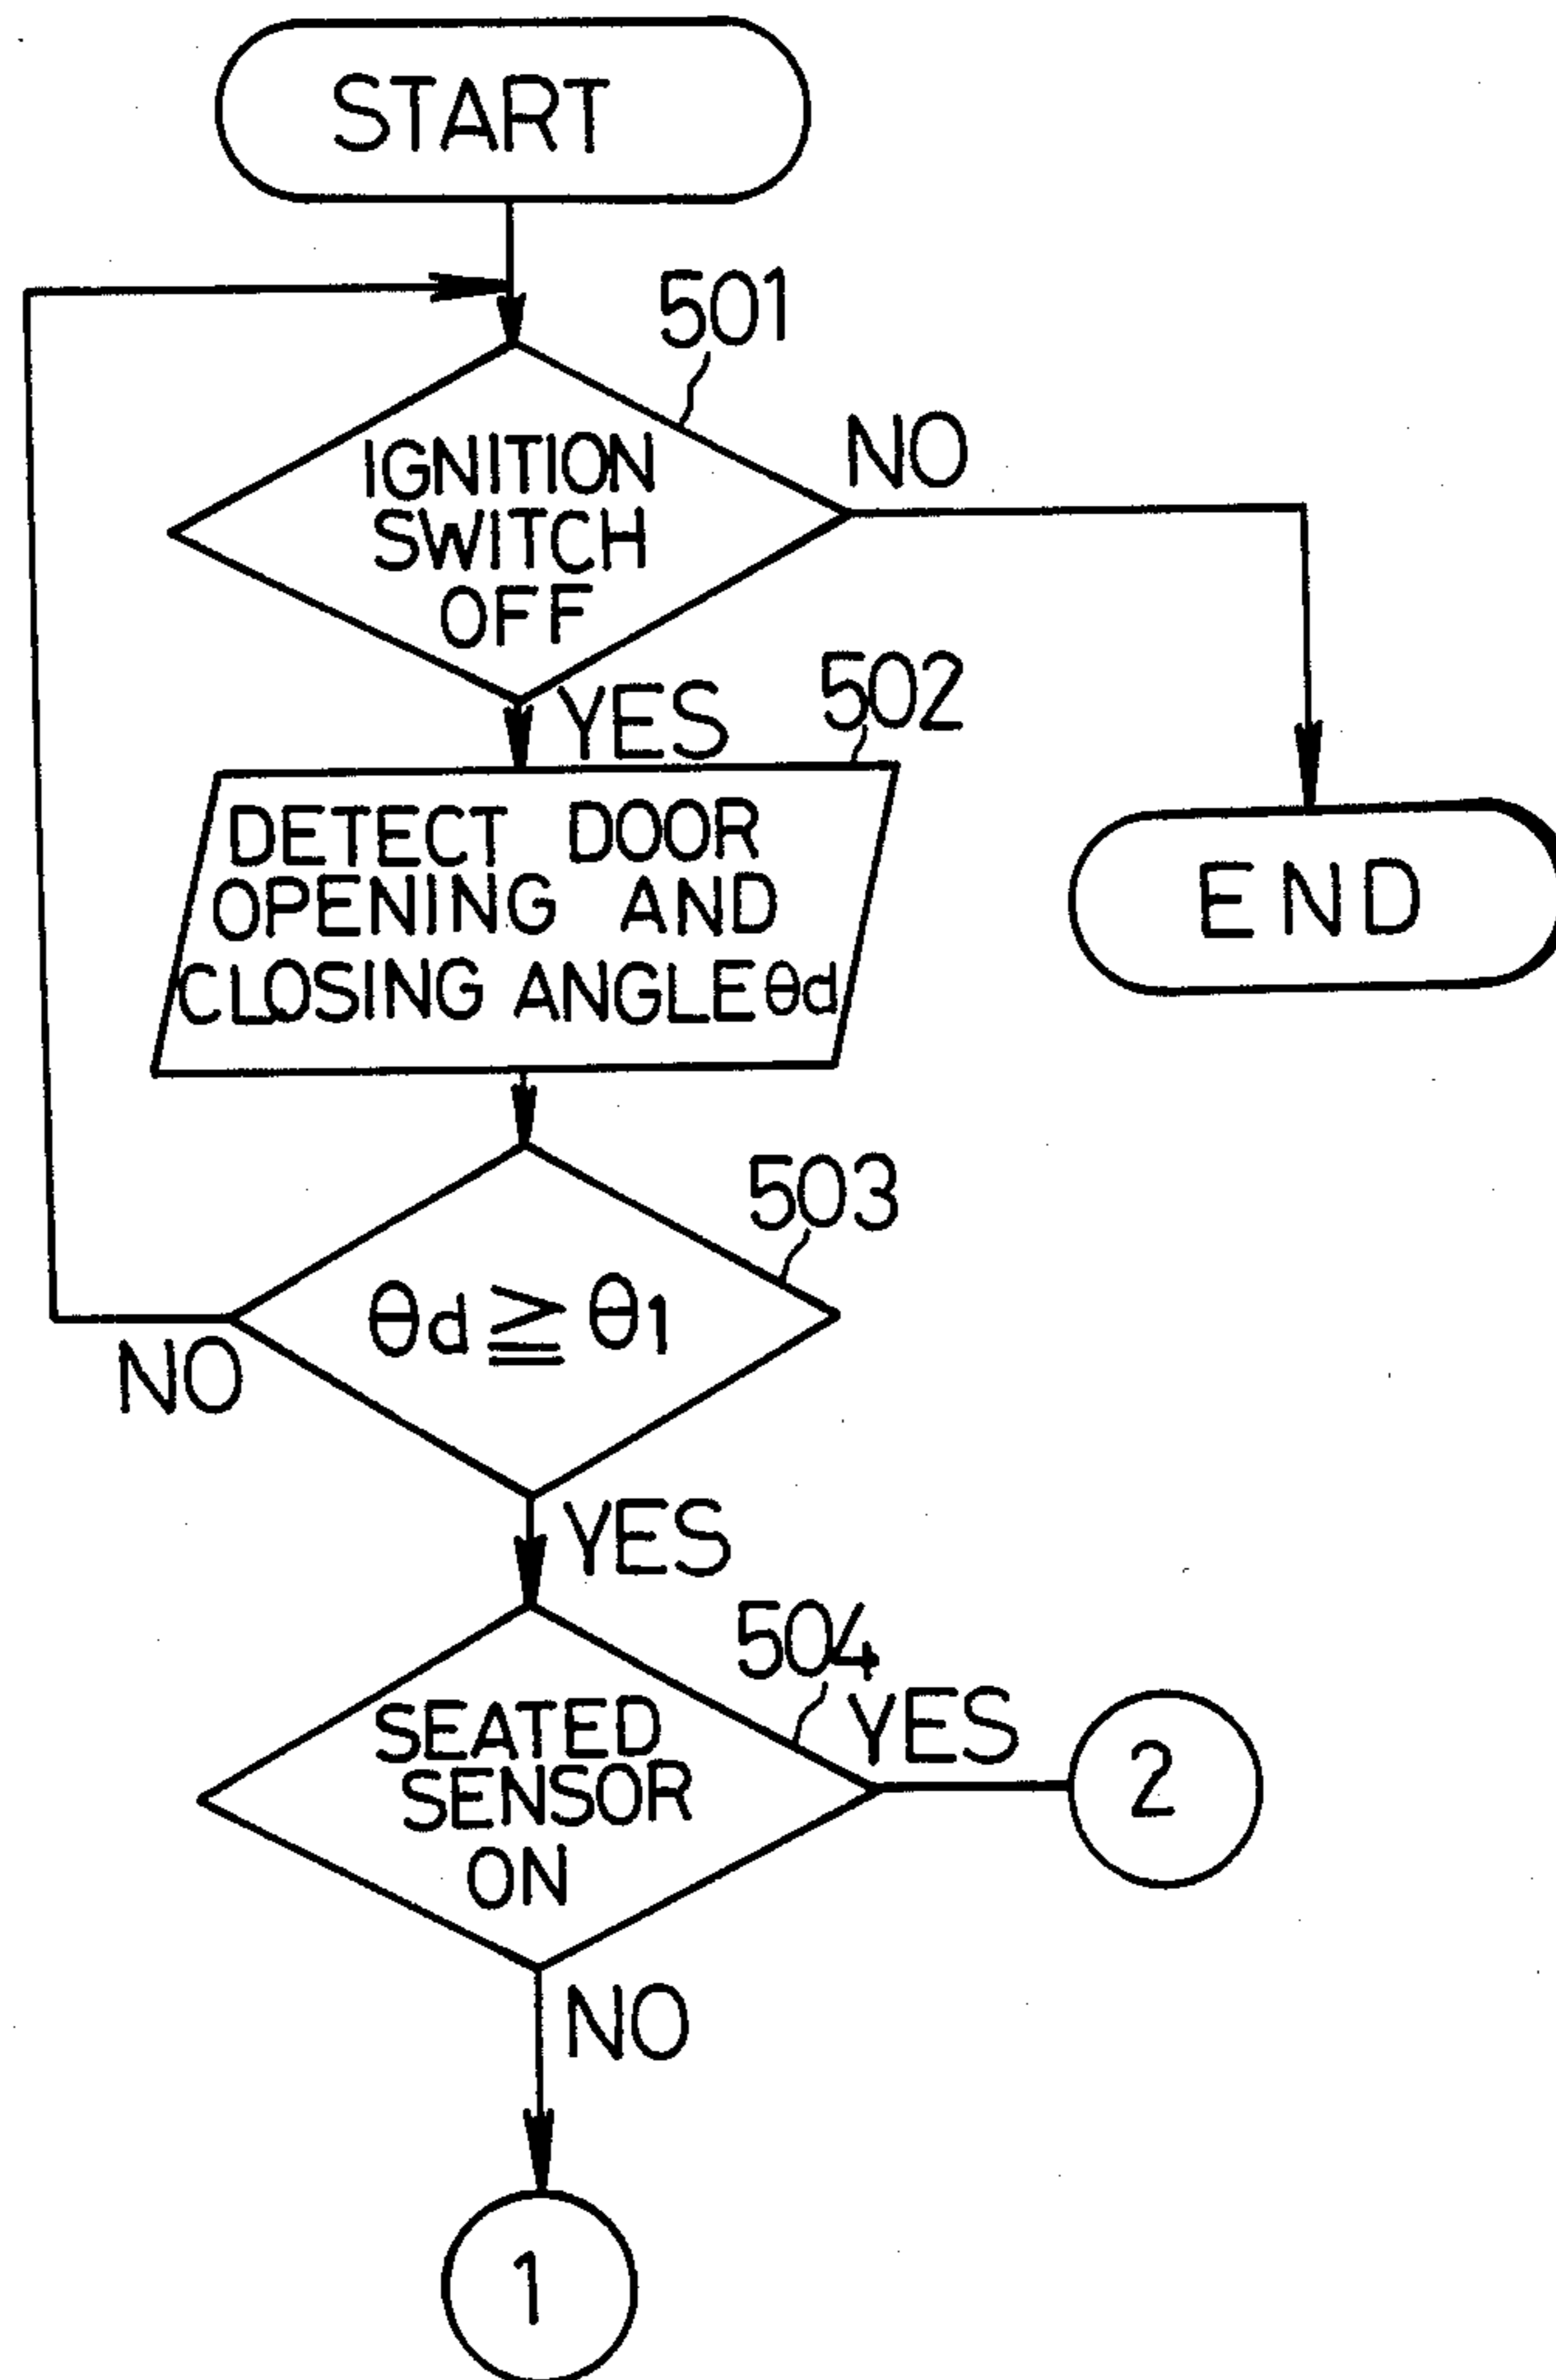 START
501
IGNITION
SWITCH
OFF
NO
YES
502
DETECT DOOR
OPENING AND
CLOSING ANGLE θd
END
503
θd ≧ θ1
NO
YES
504
SEATED
SENSOR
ON
YES
2
NO
1